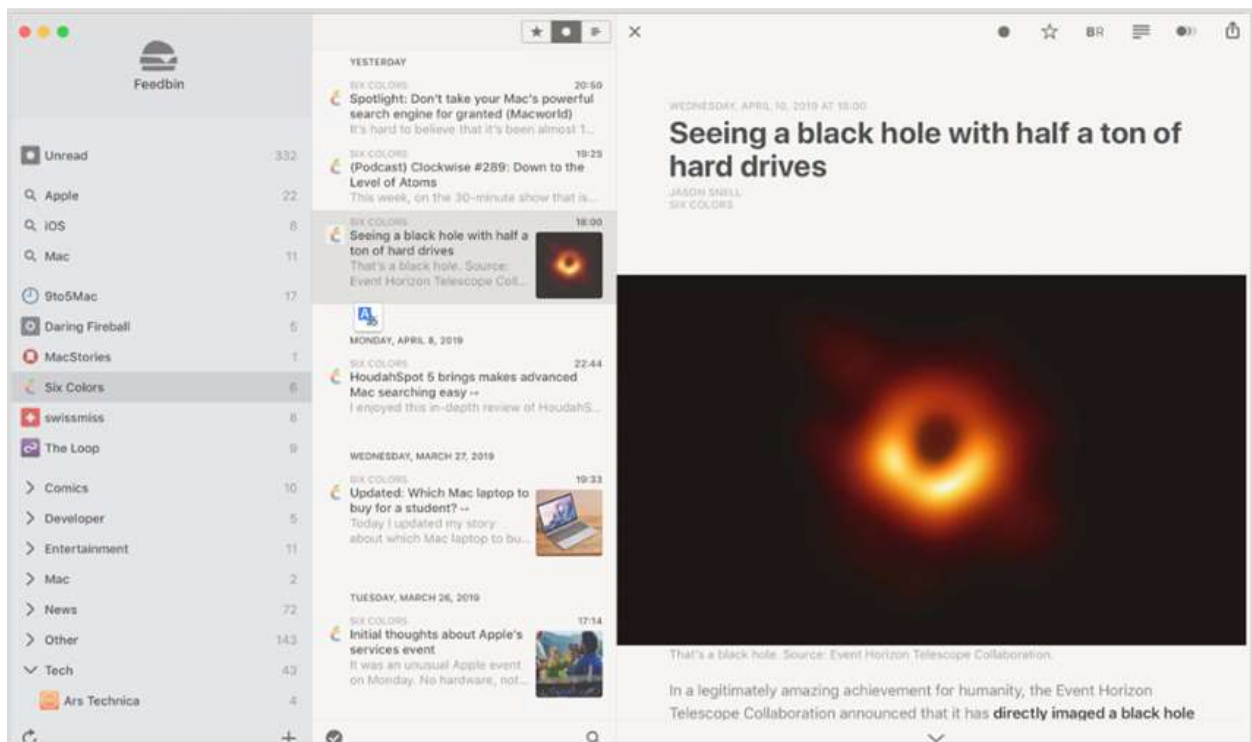 Feedbin
Unread 332
Apple 22
iOS 6
Mac 11
9to5Mac 17
Daring Fireball 5
MacStories 1
Six Colors 6
swissmiss 8
The Loop 9
Comics 10
Developer 5
Entertainment 11
Mac 2
News 72
Other 143
Tech 43
Ars Technica 4
YESTERDAY
SIX COLORS 20:50
Spotlight: Don't take your Mac's powerful
search engine for granted (Macworld)
It's hard to believe that it's been almost 1...
SIX COLORS 19:25
(Podcast) Clockwise #289: Down to the
Level of Atoms
This week, on the 30-minute show that is...
SIX COLORS 18:00
Seeing a black hole with half a
ton of hard drives
That's a black hole. Source:
Event Horizon Telescope Coll...
MONDAY, APRIL 8, 2019
SIX COLORS 22:44
HoudahSpot 5 brings makes advanced
Mac searching easy ↔
I enjoyed this in-depth review of HoudahS...
WEDNESDAY, MARCH 27, 2019
SIX COLORS 19:33
Updated: Which Mac laptop to
buy for a student? ↔
Today I updated my story
about which Mac laptop to bu...
TUESDAY, MARCH 26, 2019
SIX COLORS 17:14
Initial thoughts about Apple's
services event
It was an unusual Apple event
on Monday. No hardware, not...
BR
WEDNESDAY, APRIL 10, 2019 AT 18:00
Seeing a black hole with half a ton of
hard drives
JASON SNELL
SIX COLORS
That's a black hole. Source: Event Horizon Telescope Collaboration.
In a legitimately amazing achievement for humanity, the Event Horizon
Telescope Collaboration announced that it has directly imaged a black hole